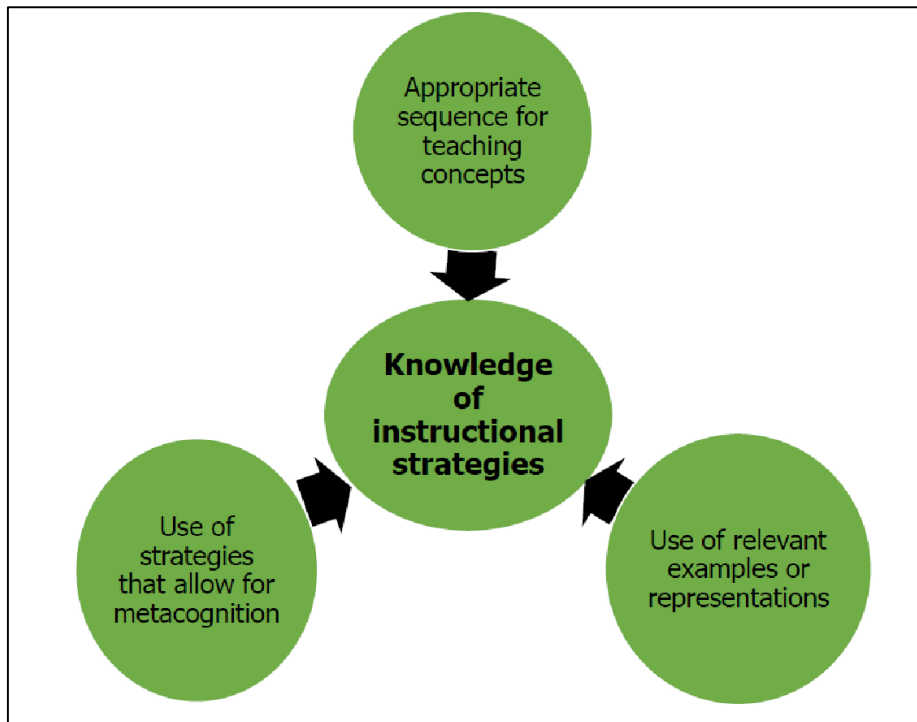 Appropriate
sequence for
teaching
concepts
Knowledge
of
instructional
strategies
Use of
strategies
that allow for
metacognition
Use of relevant
examples or
representations